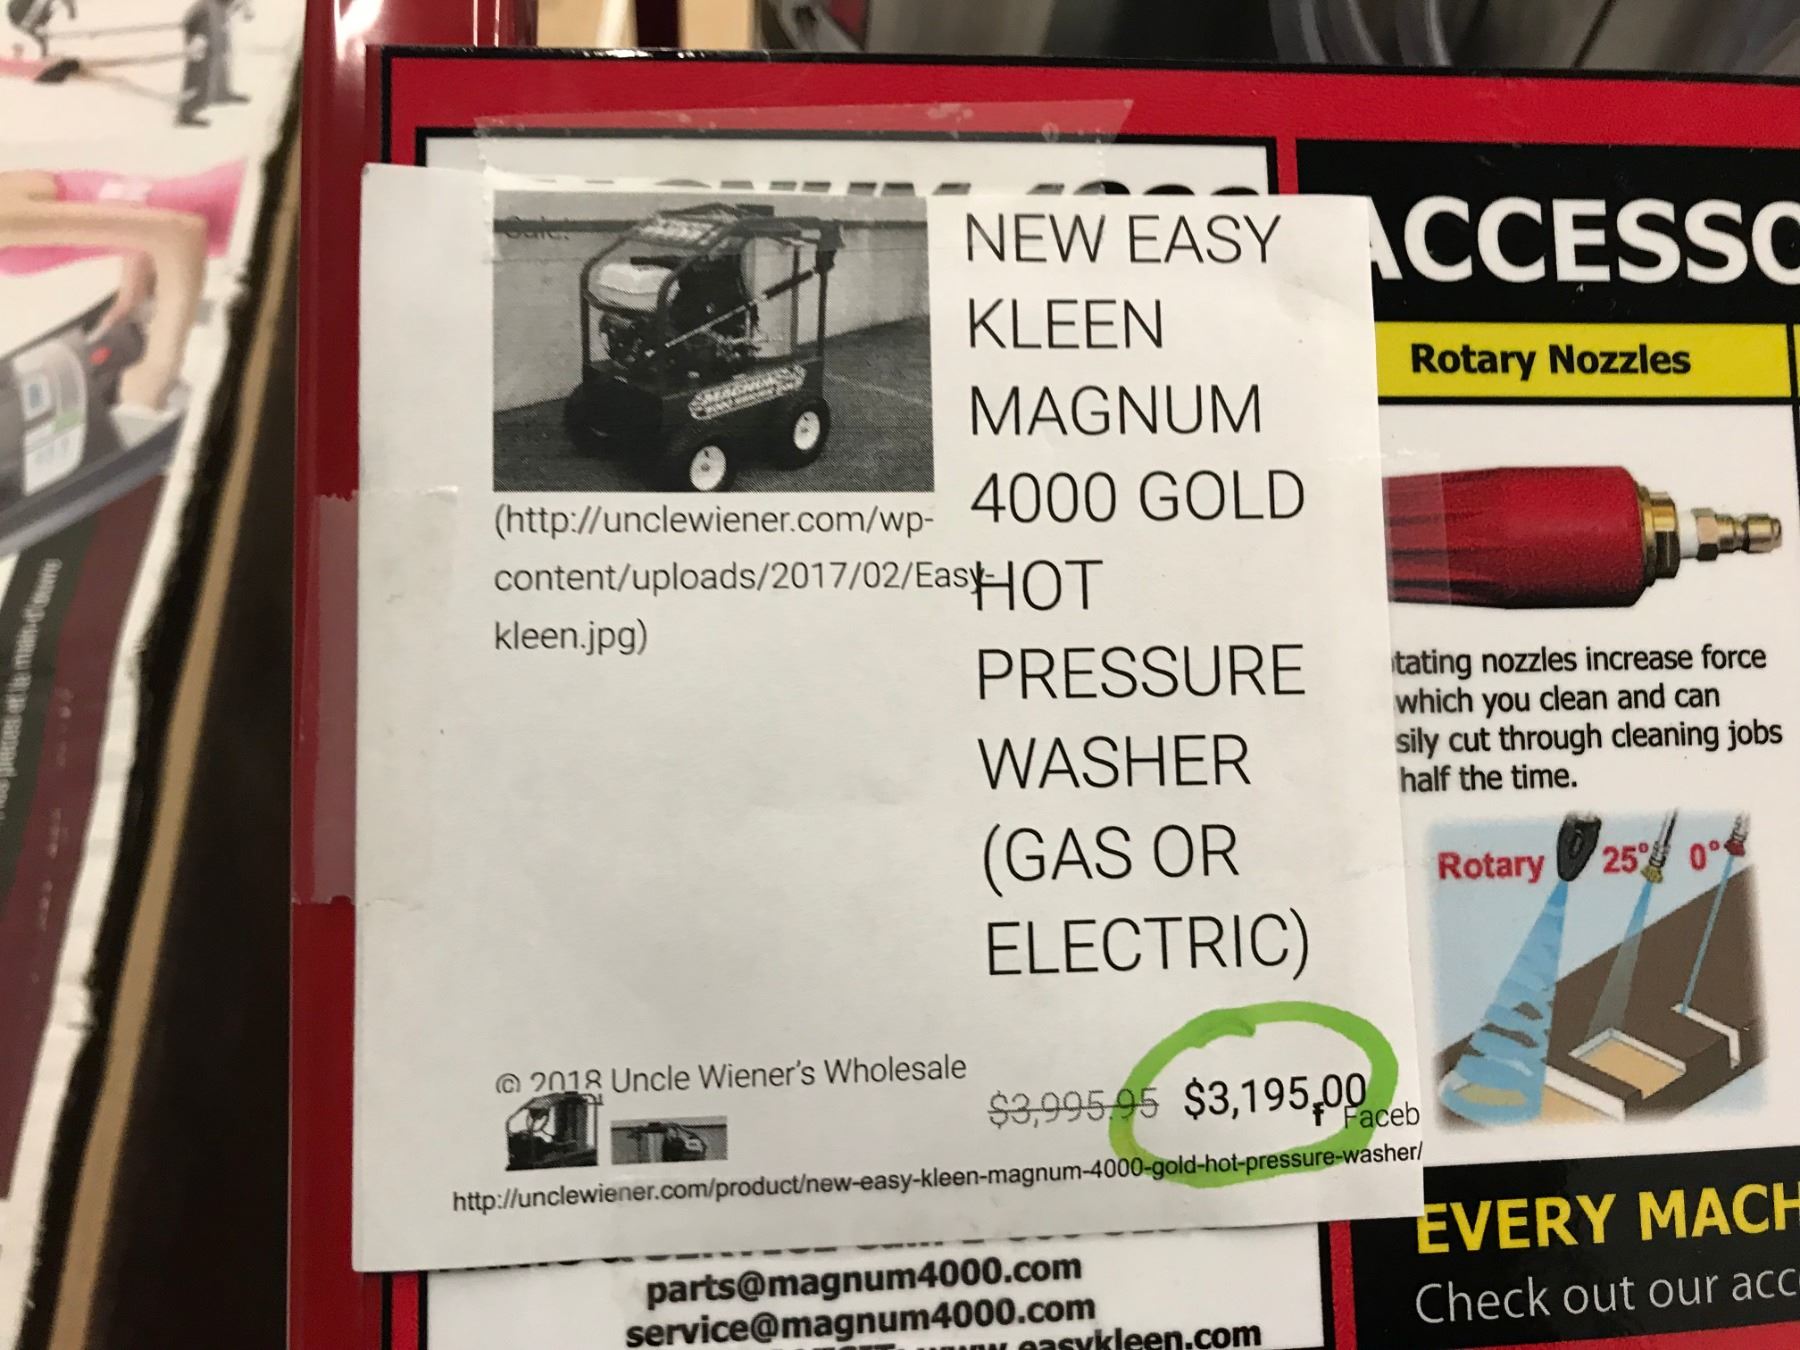 NEW EASY
KLEEN
MAGNUM
4000 GOLD
HOT
PRESSURE
WASHER
(GAS OR
ELECTRIC)
(http://unclewiener.com/wp-
content/uploads/2017/02/Easy-
kleen.jpg)
© 2018 Uncle Wiener's Wholesale
$3,995.95 $3,195.00
f Faceb
http://unclewiener.com/product/new-easy-kleen-magnum-4000-gold-hot-pressure-washer/
parts@magnum4000.com
service@magnum4000.com
easykleen.com
ACCESSO
Rotary Nozzles
tating nozzles increase force
which you clean and can
sily cut through cleaning jobs
half the time.
Rotary 25° 0°
EVERY MACH
Check out our acc